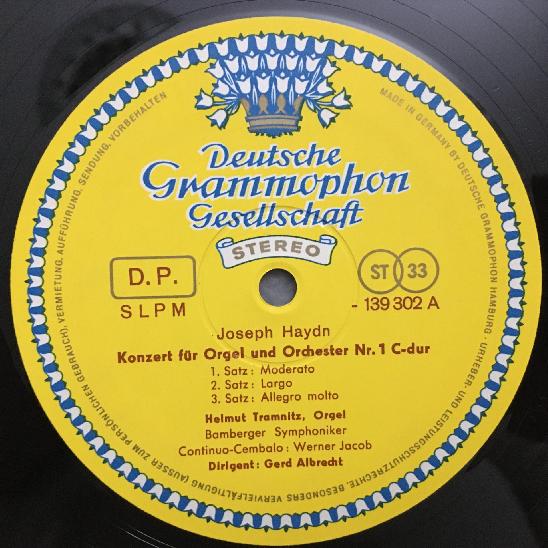 Deutsche
Grammophon
Gesellschaft
STEREO
D.P.
SLPM
ST 33
- 139 302 A
Joseph Haydn
Konzert für Orgel und Orchester Nr. 1 C-dur
1. Satz: Moderato
2. Satz: Largo
3. Satz: Allegro molto
Helmut Tramnitz, Orgel
Bamberger Symphoniker
Continuo-Cembalo: Werner Jacob
Dirigent: Gerd Albrecht
MADE IN GERMANY BY DEUTSCHE GRAMMOPHON HAMBURG · URHEBER- UND LEISTUNGSSCHUTZRECHTE, BESONDERS VERVIELFÄLTIGUNG (AUSSER ZUM PERSÖNLICHEN GEBRAUCH), VERMIETUNG, AUFFÜHRUNG, SENDUNG, VORBEHALTEN